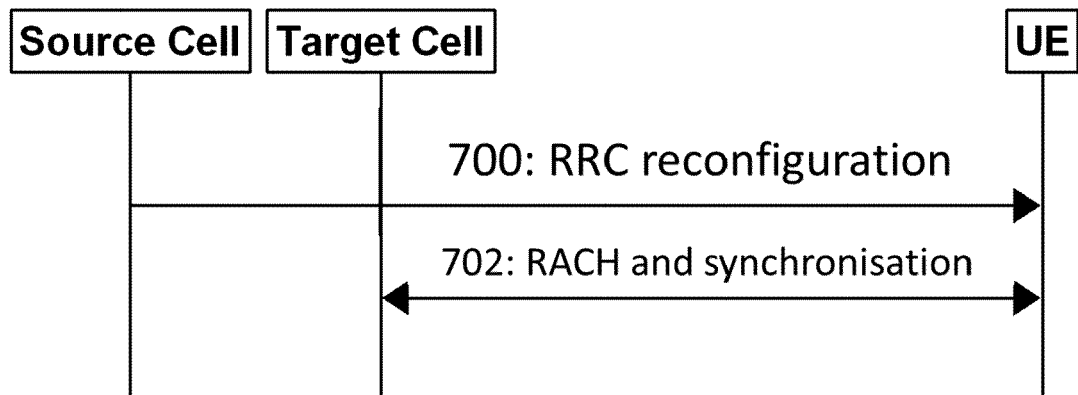 Source Cell Target Cell UE
700: RRC reconfiguration
702: RACH and synchronisation